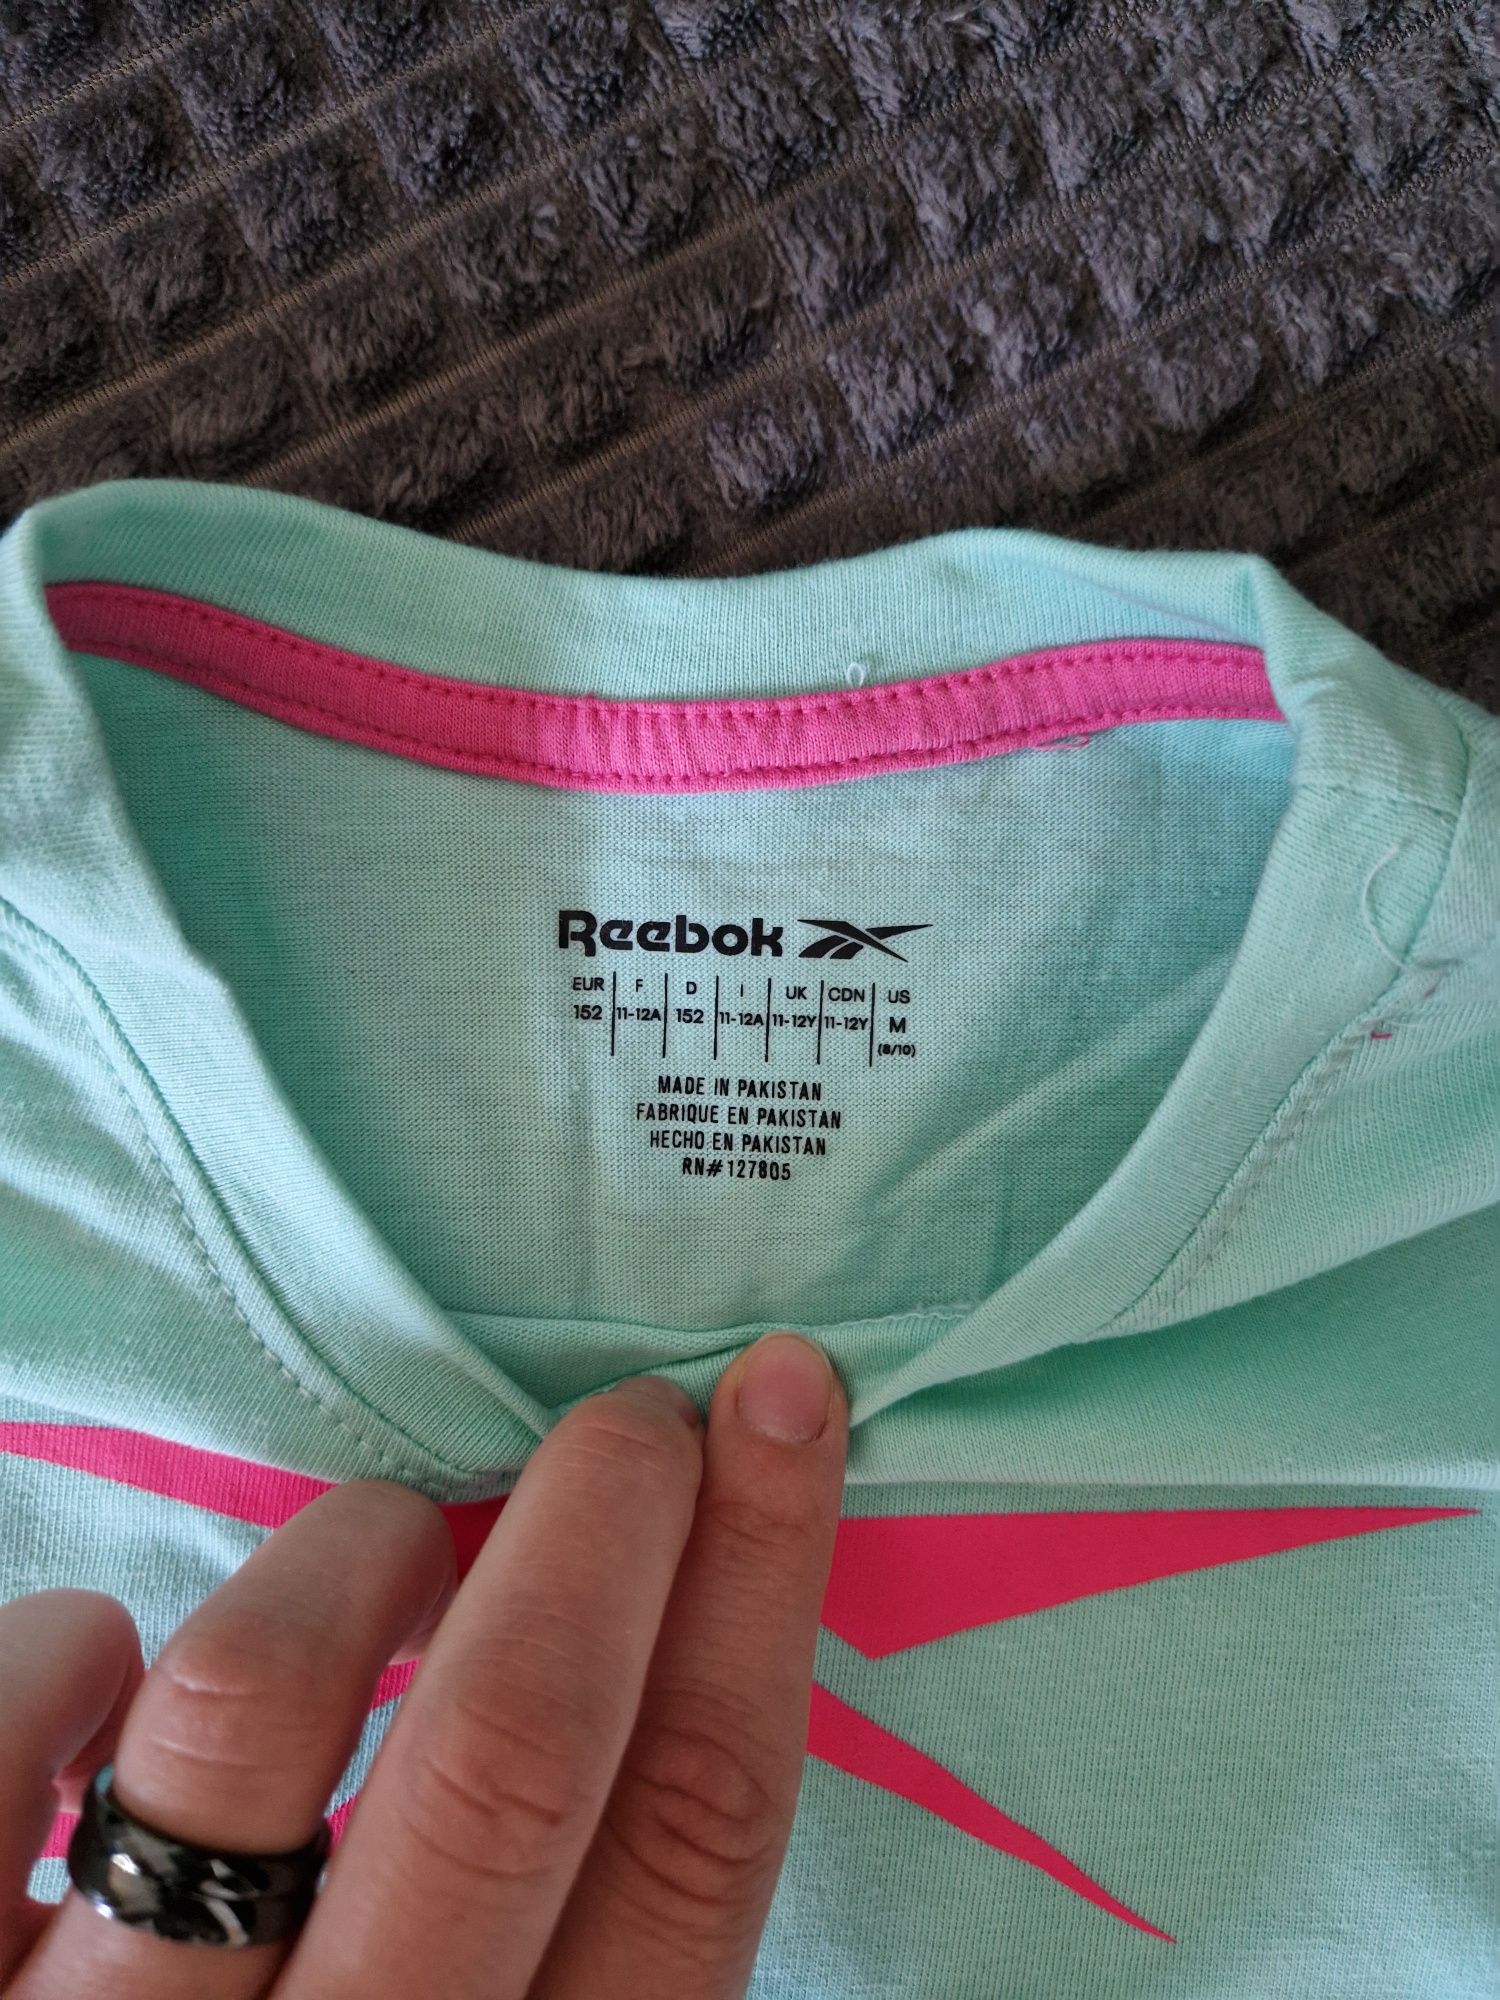 Reebok
EUR F D I UK CDN US
152 11-12A 152 11-12A 11-12Y 11-12Y M
(8/10)
MADE IN PAKISTAN
FABRIQUE EN PAKISTAN
HECHO EN PAKISTAN
RN#127805